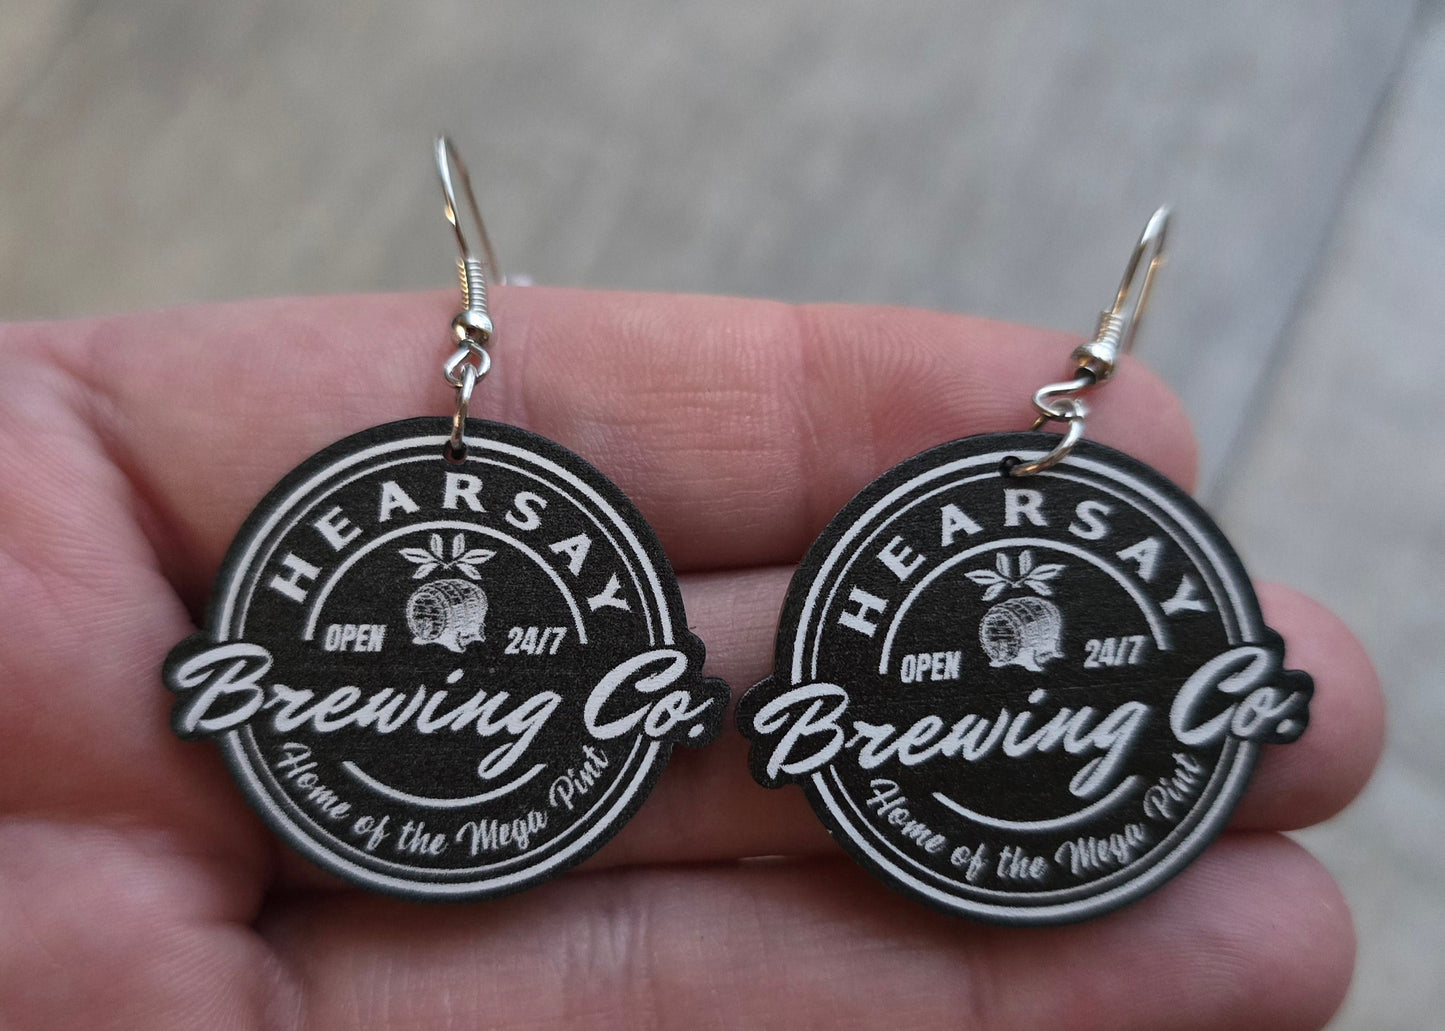 HEARSAY
OPEN 24/7
Brewing Co.
Home of the Mega Pint
HEARSAY
OPEN 24/7
Brewing Co.
Home of the Mega Pint